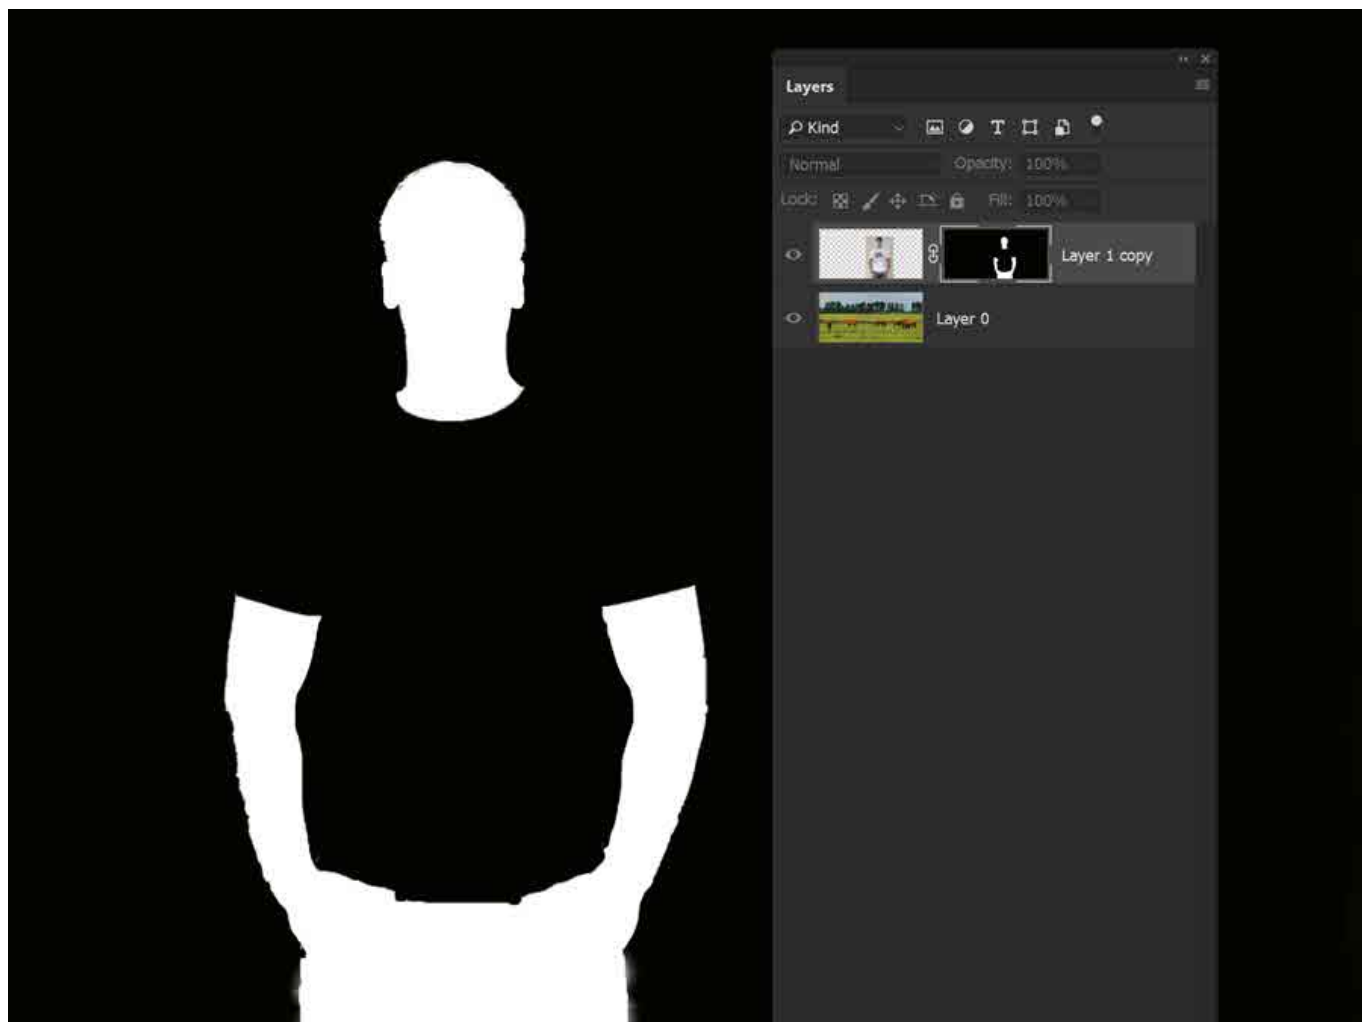 Layers
Kind
Normal Opacity: 100%
Lock: Fill: 100%
Layer 1 copy
Layer 0